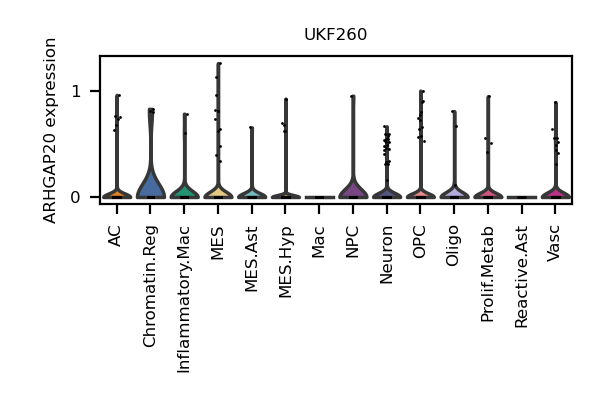 UKF260
ARHGAP20 expression
1
0
AC
Chromatin.Reg
Inflammatory.Mac
MES
MES.Ast
MES.Hyp
Mac
NPC
Neuron
OPC
Oligo
Prolif.Metab
Reactive.Ast
Vasc